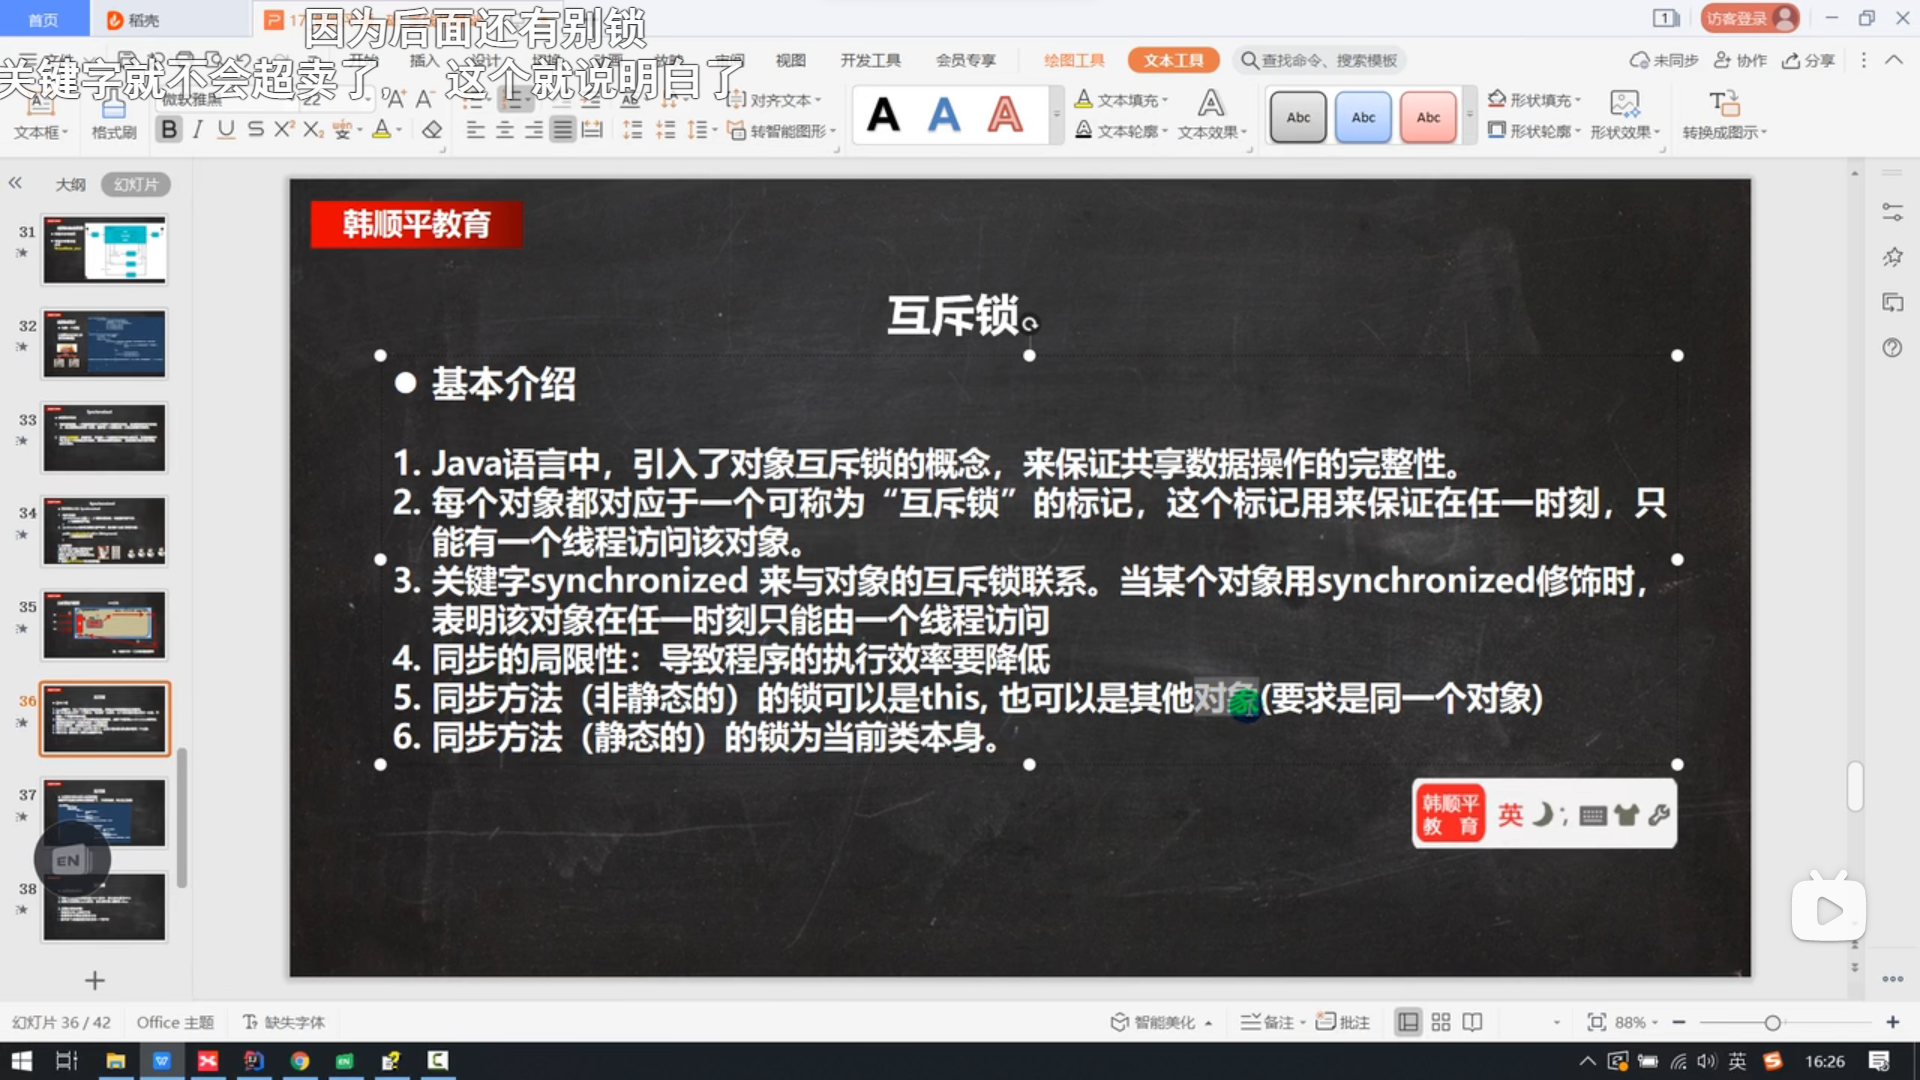 首页
稻壳
17
因为后面还有别锁
访客登录
插入
视图
开发工具
会员专享
绘图工具
文本工具
查找命令、搜索模板
未同步
协作
分享
关键字就不会超卖了，
这个就说明白了
文本框
格式刷
微软雅黑
22
对齐文本
转智能图形
文本填充
文本轮廓
文本效果
Abc
Abc
Abc
形状填充
形状轮廓
形状效果
转换成图示
大纲
幻灯片
31
32
33
34
35
36
37
38
韩顺平教育
互斥锁
基本介绍
1. Java语言中，引入了对象互斥锁的概念，来保证共享数据操作的完整性。
2. 每个对象都对应于一个可称为“互斥锁”的标记，这个标记用来保证在任一时刻，只
能有一个线程访问该对象。
3. 关键字synchronized 来与对象的互斥锁联系。当某个对象用synchronized修饰时，
表明该对象在任一时刻只能由一个线程访问
4. 同步的局限性：导致程序的执行效率要降低
5. 同步方法（非静态的）的锁可以是this, 也可以是其他对象(要求是同一个对象)
6. 同步方法（静态的）的锁为当前类本身。
韩顺平
教 育
英
EN
幻灯片 36 / 42
Office 主题
缺失字体
智能美化
备注
批注
88%
英
16:26